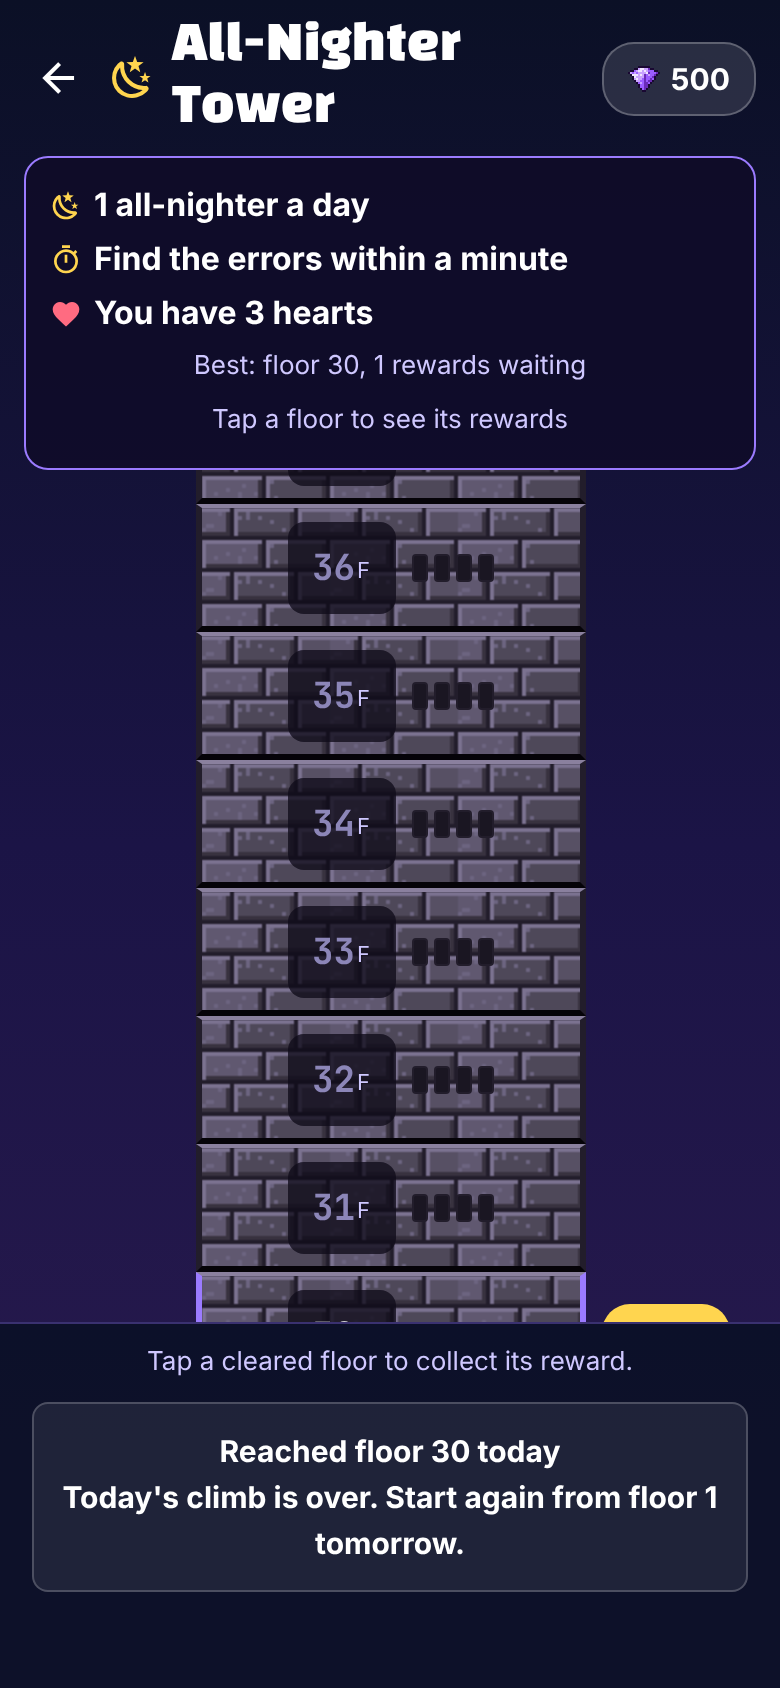 All-Nighter
Tower
500
1 all-nighter a day
Find the errors within a minute
You have 3 hearts
Best: floor 30, 1 rewards waiting
Tap a floor to see its rewards
36F
35F
34F
33F
32F
31F
Tap a cleared floor to collect its reward.
Reached floor 30 today
Today's climb is over. Start again from floor 1
tomorrow.